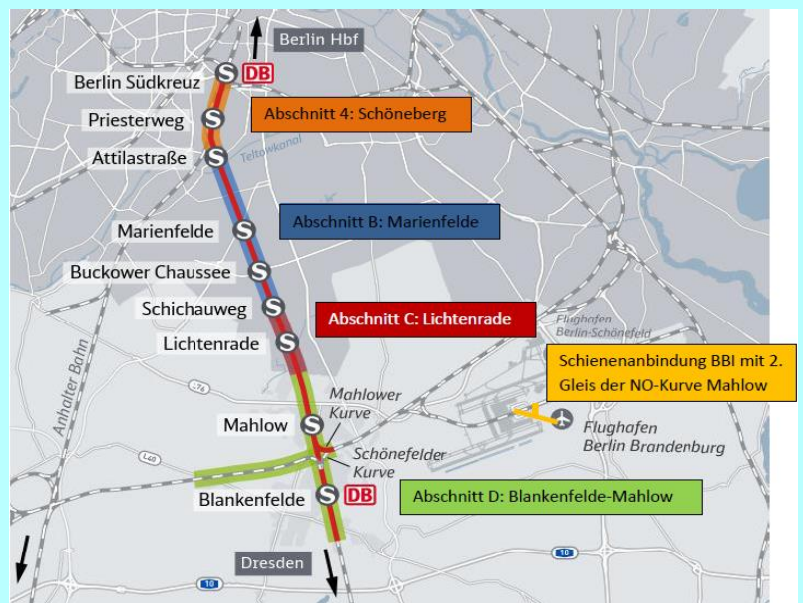 Berlin Hbf
Berlin Südkreuz
S
DB
Abschnitt 4: Schöneberg
Priesterweg
S
Attilastraße
S
Teltowkanal
Marienfelde
S
Abschnitt B: Marienfelde
Buckower Chaussee
S
Schichauweg
S
Abschnitt C: Lichtenrade
Flughafen
Berlin-Schönefeld
Lichtenrade
S
Schienenanbindung BBI mit 2.
Gleis der NO-Kurve Mahlow
Anhalter Bahn
76
Mahlower
Kurve
Mahlow
S
Flughafen
Berlin Brandenburg
L40
Schönefelder
Kurve
Blankenfelde
S
DB
Abschnitt D: Blankenfelde-Mahlow
Dresden
10
10